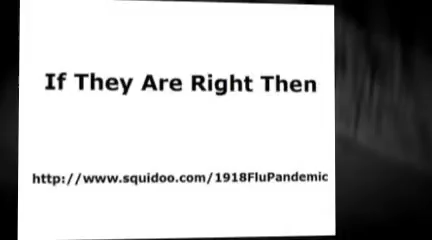 If They Are Right Then
http://www.squidoo.com/1918FluPandemic